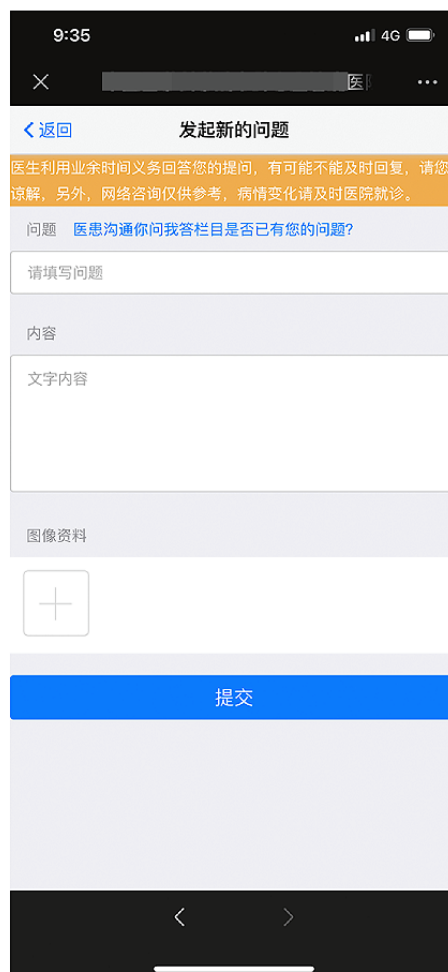 9:35
4G
医
返回
发起新的问题
医生利用业余时间义务回答您的提问，有可能不能及时回复，请您
谅解，另外，网络咨询仅供参考，病情变化请及时医院就诊。
问题 医患沟通你问我答栏目是否已有您的问题?
请填写问题
内容
文字内容
图像资料
提交